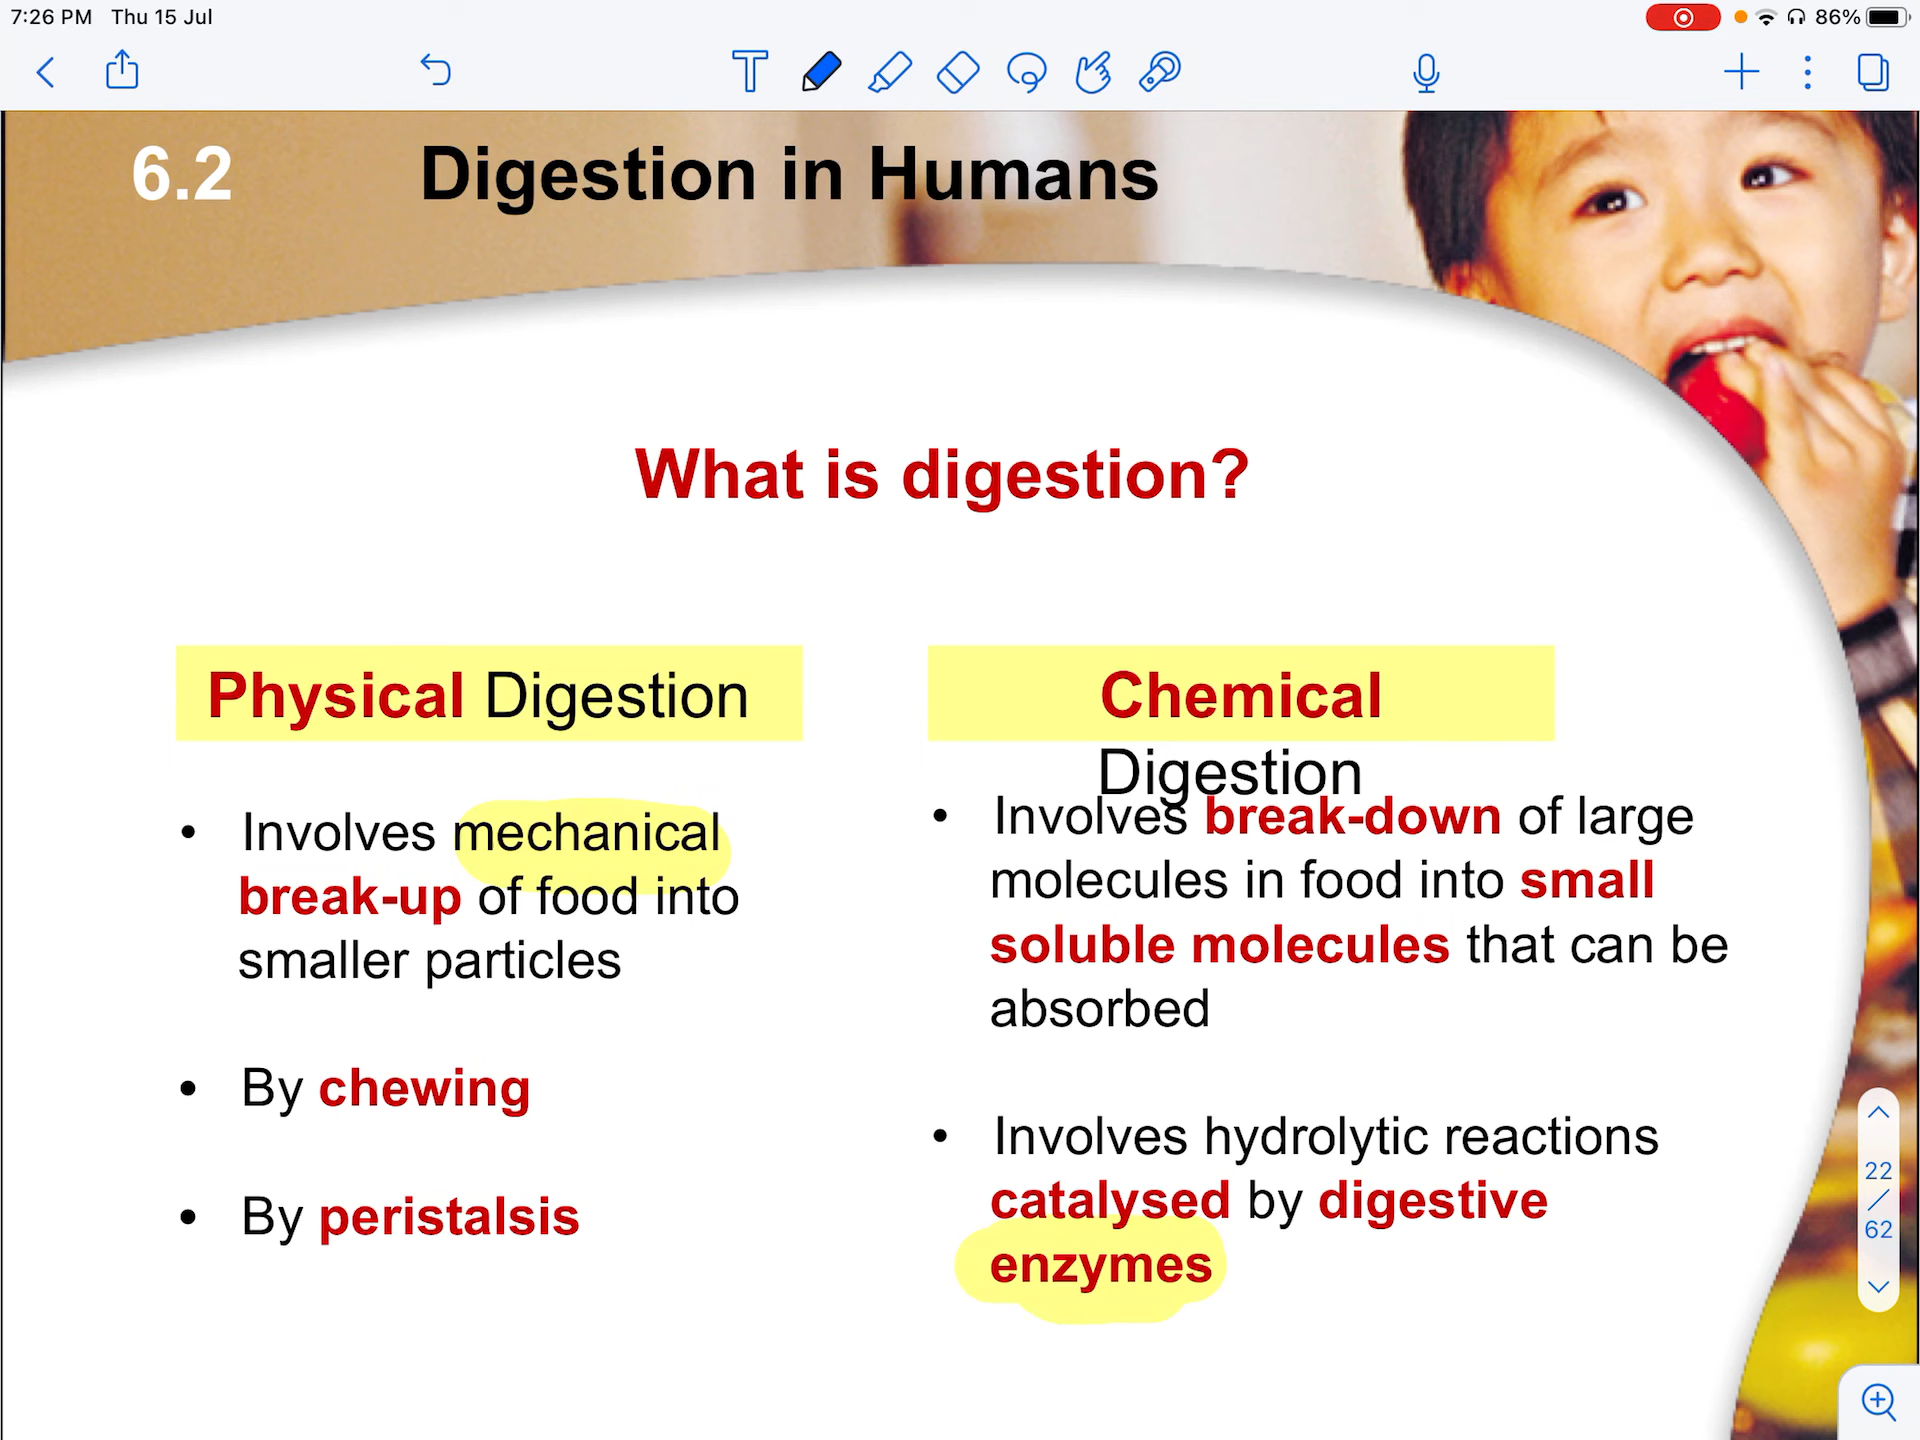 7:26 PM Thu 15 Jul
86%
6.2 Digestion in Humans
What is digestion?
Physical Digestion
• Involves mechanical
break-up of food into
smaller particles
• By chewing
• By peristalsis
Chemical
Digestion
• Involves break-down of large
molecules in food into small
soluble molecules that can be
absorbed
• Involves hydrolytic reactions
catalysed by digestive
enzymes
22
/
62